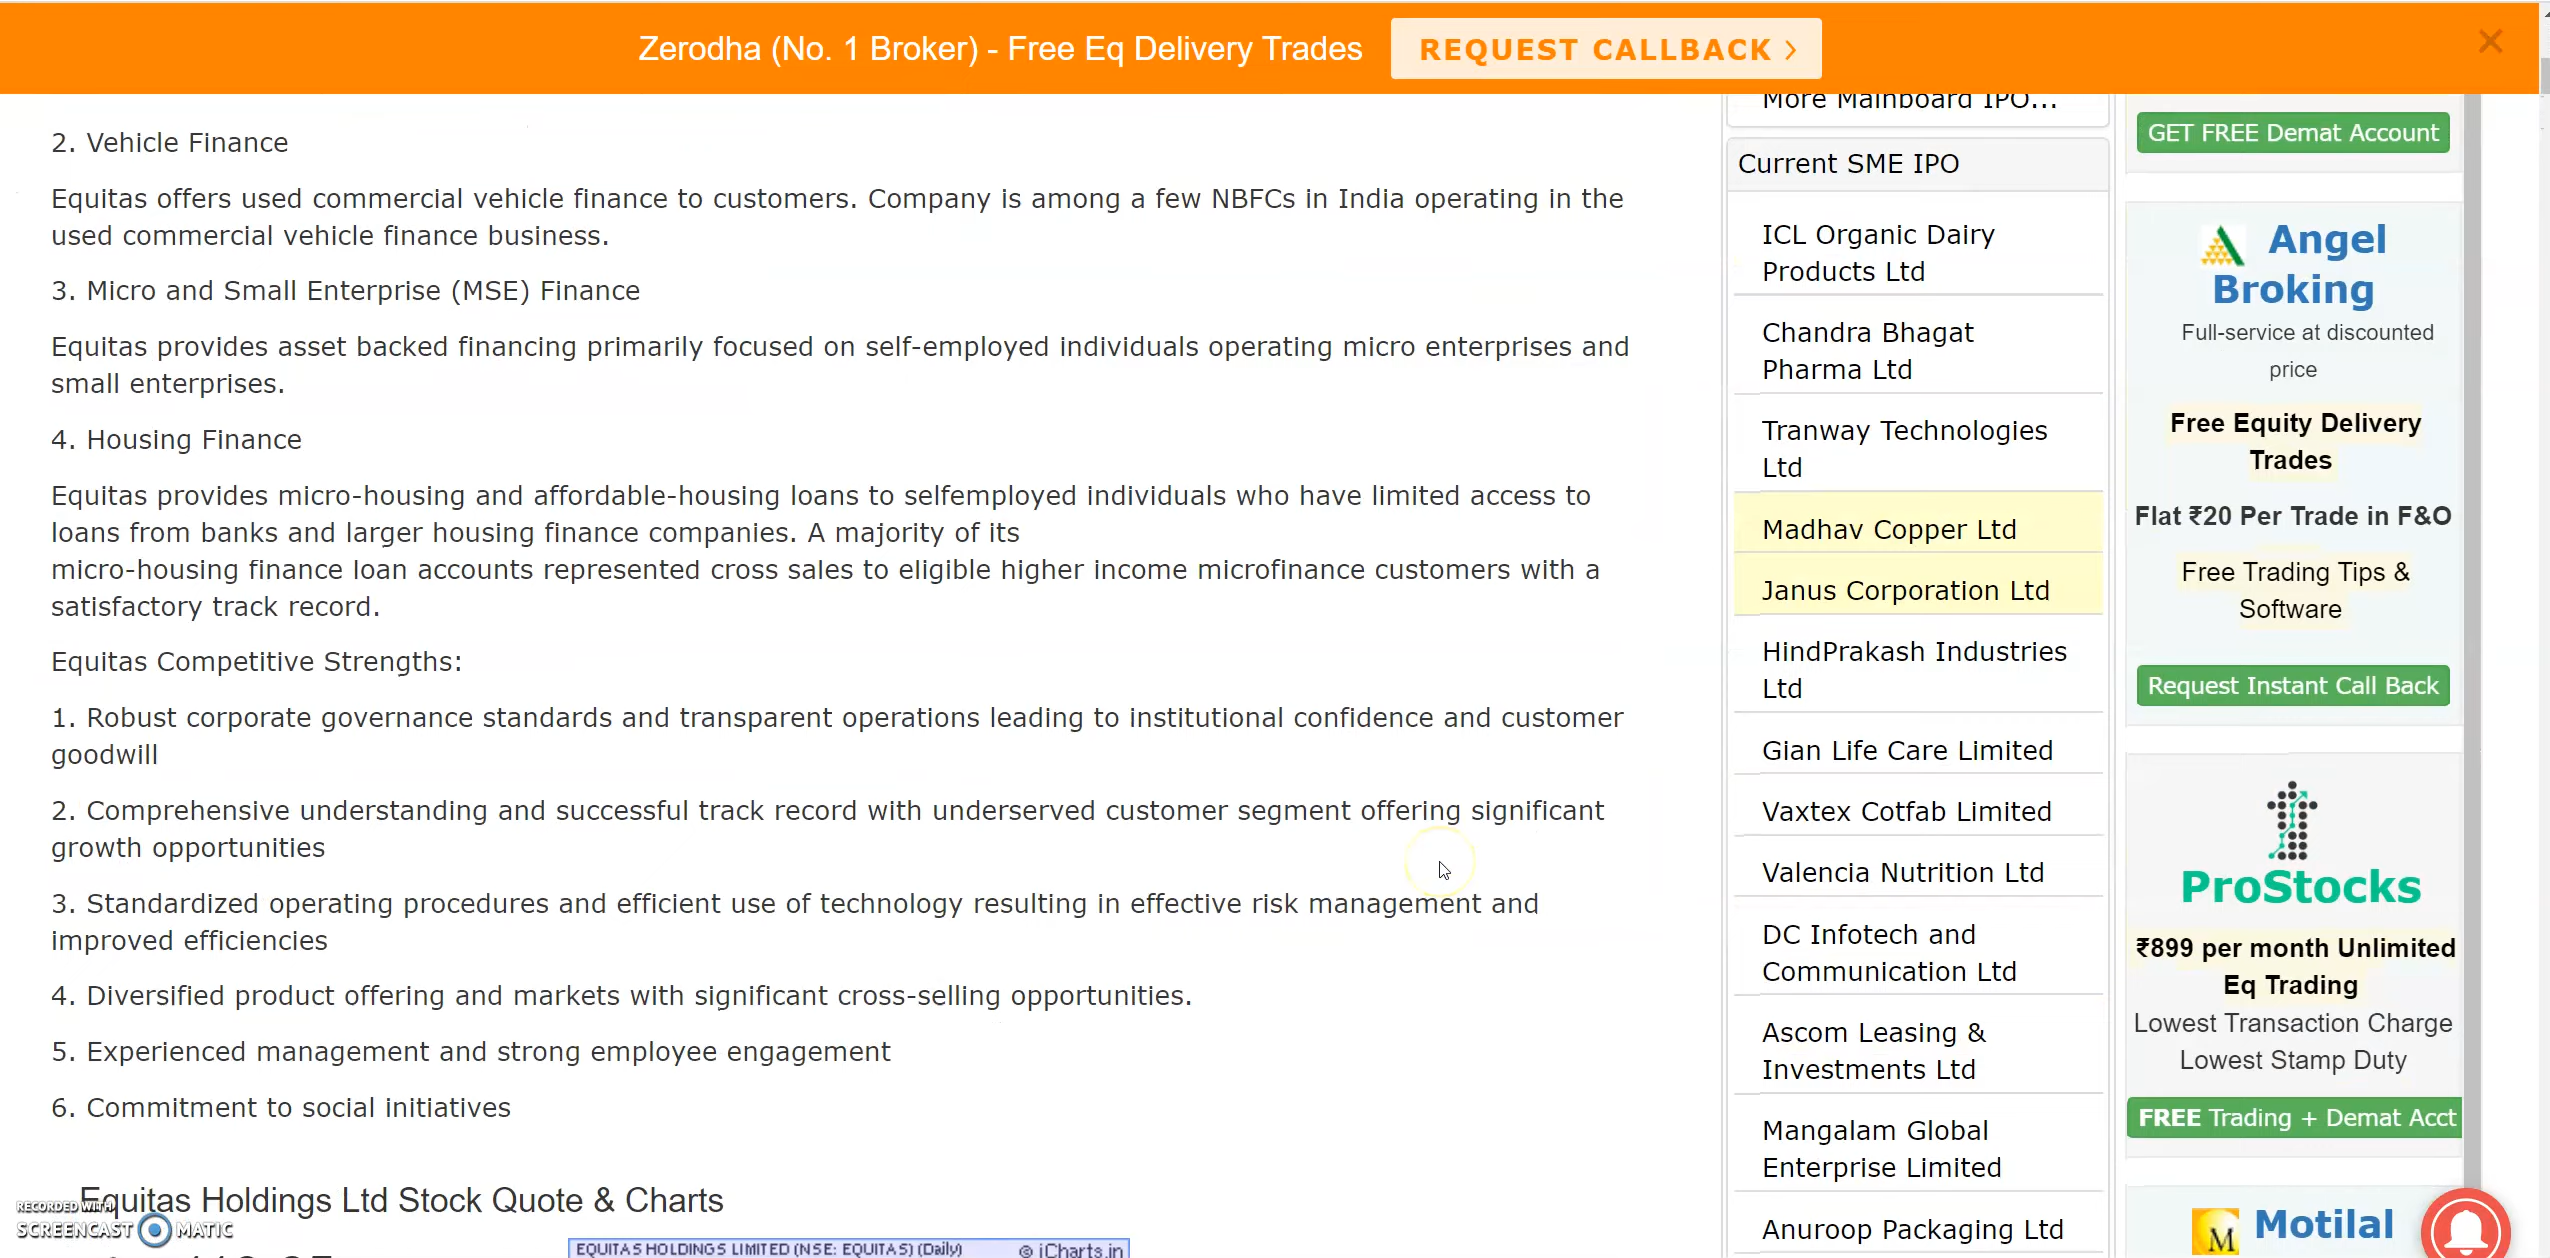 Zerodha (No. 1 Broker) - Free Eq Delivery Trades
REQUEST CALLBACK >
2. Vehicle Finance
Equitas offers used commercial vehicle finance to customers. Company is among a few NBFCs in India operating in the
used commercial vehicle finance business.
3. Micro and Small Enterprise (MSE) Finance
Equitas provides asset backed financing primarily focused on self-employed individuals operating micro enterprises and
small enterprises.
4. Housing Finance
Equitas provides micro-housing and affordable-housing loans to selfemployed individuals who have limited access to
loans from banks and larger housing finance companies. A majority of its
micro-housing finance loan accounts represented cross sales to eligible higher income microfinance customers with a
satisfactory track record.
Equitas Competitive Strengths:
1. Robust corporate governance standards and transparent operations leading to institutional confidence and customer
goodwill
2. Comprehensive understanding and successful track record with underserved customer segment offering significant
growth opportunities
3. Standardized operating procedures and efficient use of technology resulting in effective risk management and
improved efficiencies
4. Diversified product offering and markets with significant cross-selling opportunities.
5. Experienced management and strong employee engagement
6. Commitment to social initiatives
Equitas Holdings Ltd Stock Quote & Charts
RECORDED WITH
SCREENCAST MATIC
EQUITAS HOLDINGS LIMITED (NSE: EQUITAS) (Daily) © iCharts.in
More Mainboard IPO...
Current SME IPO
ICL Organic Dairy
Products Ltd
Chandra Bhagat
Pharma Ltd
Tranway Technologies
Ltd
Madhav Copper Ltd
Janus Corporation Ltd
HindPrakash Industries
Ltd
Gian Life Care Limited
Vaxtex Cotfab Limited
Valencia Nutrition Ltd
DC Infotech and
Communication Ltd
Ascom Leasing &
Investments Ltd
Mangalam Global
Enterprise Limited
Anuroop Packaging Ltd
GET FREE Demat Account
Angel
Broking
Full-service at discounted
price
Free Equity Delivery
Trades
Flat ₹20 Per Trade in F&O
Free Trading Tips &
Software
Request Instant Call Back
ProStocks
₹899 per month Unlimited
Eq Trading
Lowest Transaction Charge
Lowest Stamp Duty
FREE Trading + Demat Acct
M Motilal